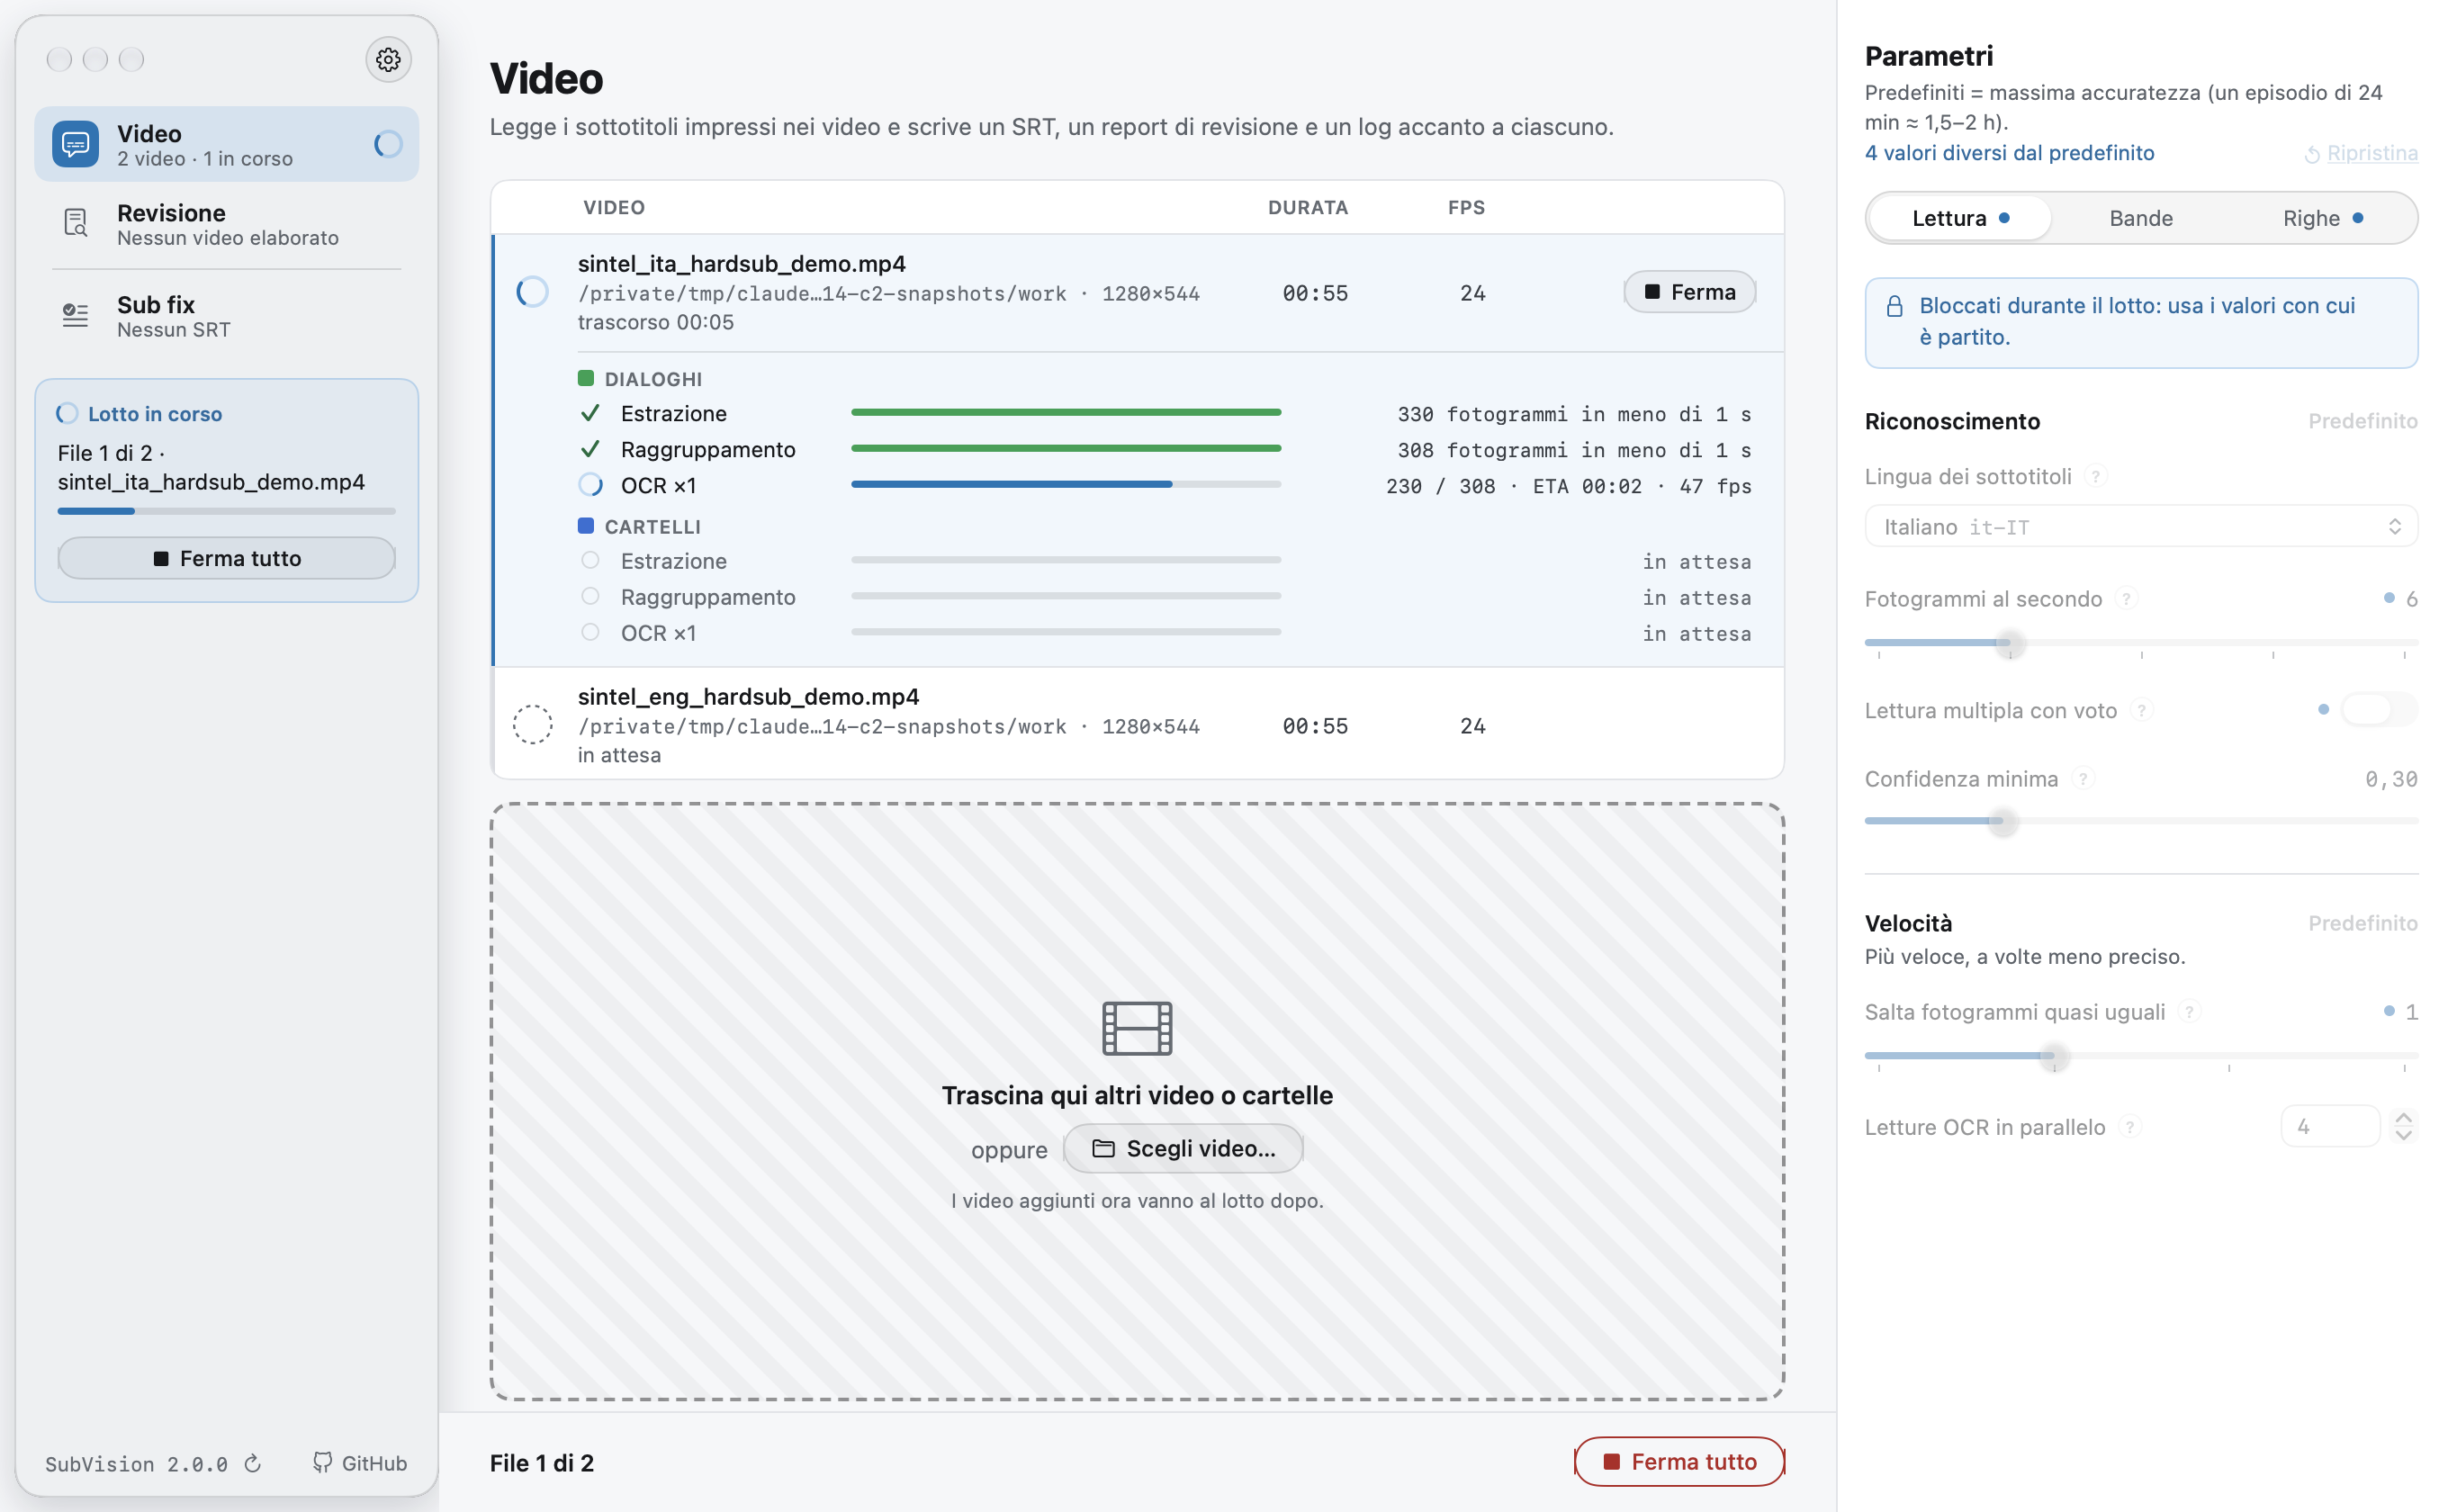 Video
2 video · 1 in corso
Revisione
Nessun video elaborato
Sub fix
Nessun SRT
Lotto in corso
File 1 di 2 ·
sintel_ita_hardsub_demo.mp4
Ferma tutto
SubVision 2.0.0
GitHub
Video
Legge i sottotitoli impressi nei video e scrive un SRT, un report di revisione e un log accanto a ciascuno.
VIDEO DURATA FPS
sintel_ita_hardsub_demo.mp4
/private/tmp/claude…14-c2-snapshots/work · 1280×544 00:55 24 Ferma
trascorso 00:05
DIALOGHI
Estrazione 330 fotogrammi in meno di 1 s
Raggruppamento 308 fotogrammi in meno di 1 s
OCR ×1 230 / 308 · ETA 00:02 · 47 fps
CARTELLI
Estrazione in attesa
Raggruppamento in attesa
OCR ×1 in attesa
sintel_eng_hardsub_demo.mp4
/private/tmp/claude…14-c2-snapshots/work · 1280×544 00:55 24
in attesa
Trascina qui altri video o cartelle
oppure Scegli video...
I video aggiunti ora vanno al lotto dopo.
File 1 di 2 Ferma tutto
Parametri
Predefiniti = massima accuratezza (un episodio di 24
min ≈ 1,5–2 h).
4 valori diversi dal predefinito Ripristina
Lettura Bande Righe
Bloccati durante il lotto: usa i valori con cui
è partito.
Riconoscimento Predefinito
Lingua dei sottotitoli ?
Italiano it-IT
Fotogrammi al secondo ? 6
Lettura multipla con voto ?
Confidenza minima ? 0,30
Velocità Predefinito
Più veloce, a volte meno preciso.
Salta fotogrammi quasi uguali ? 1
Letture OCR in parallelo ? 4